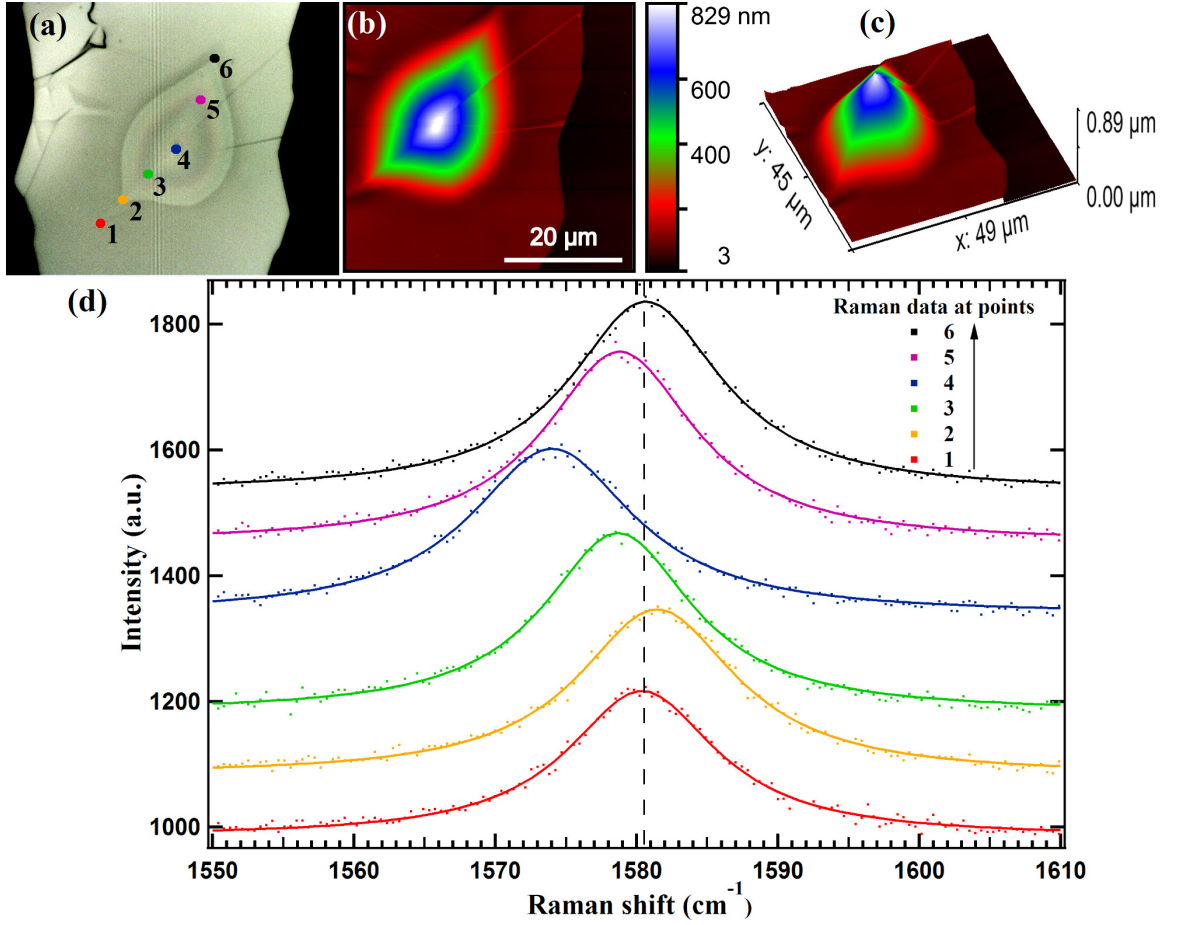 (a)
6
5
4
3
2
1
(b)
20 µm
829 nm
600
400
3
(c)
0.89 µm
0.00 µm
y: 45 µm
x: 49 µm
(d)
Raman data at points
6
5
4
3
2
1
1800
1600
1400
1200
1000
Intensity (a.u.)
1550 1560 1570 1580 1590 1600 1610
Raman shift (cm⁻¹)